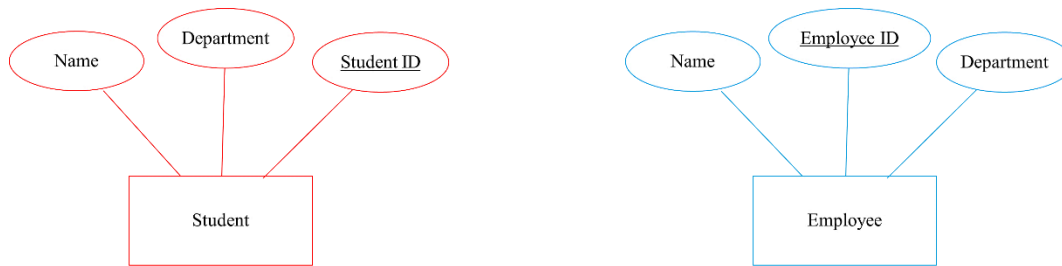 Name
Department
Student ID
Student
Name
Employee ID
Department
Employee